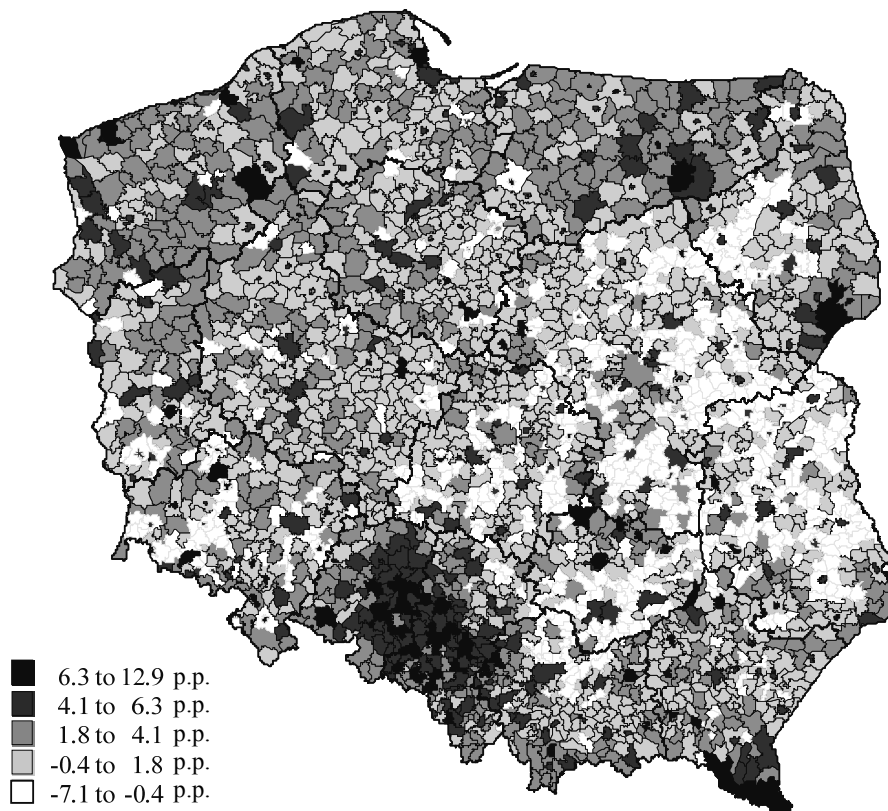 6.3 to 12.9 p.p.
4.1 to 6.3 p.p.
1.8 to 4.1 p.p.
-0.4 to 1.8 p.p.
-7.1 to -0.4 p.p.